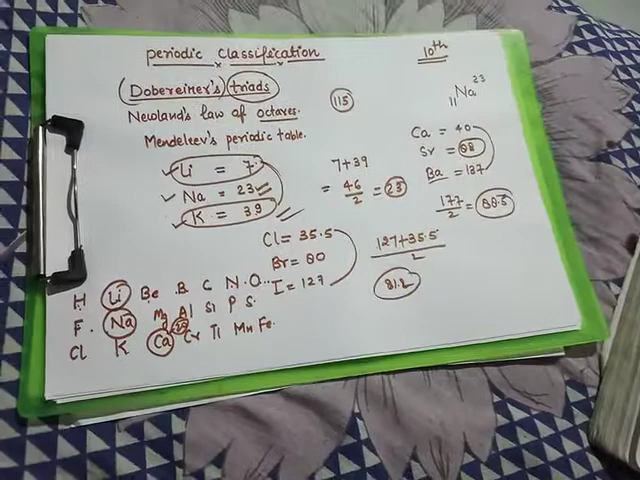 periodic classification
10th
(Dobereiner's) triads
Newland's law of octaves.
115
11Na23
Mendeleev's periodic table.
Li = 7
Na = 23
K = 39
7+39
= 46/2 = 23
Ca = 40
Sr = 88
Ba = 137
177/2 = 88.5
Cl = 35.5
Br = 80
I = 127
127+35.5
2
81.2
H Li Be B C N O..
F. Na Mg Al Si P S.
Cl K Ca Cr Ti Mn Fe.